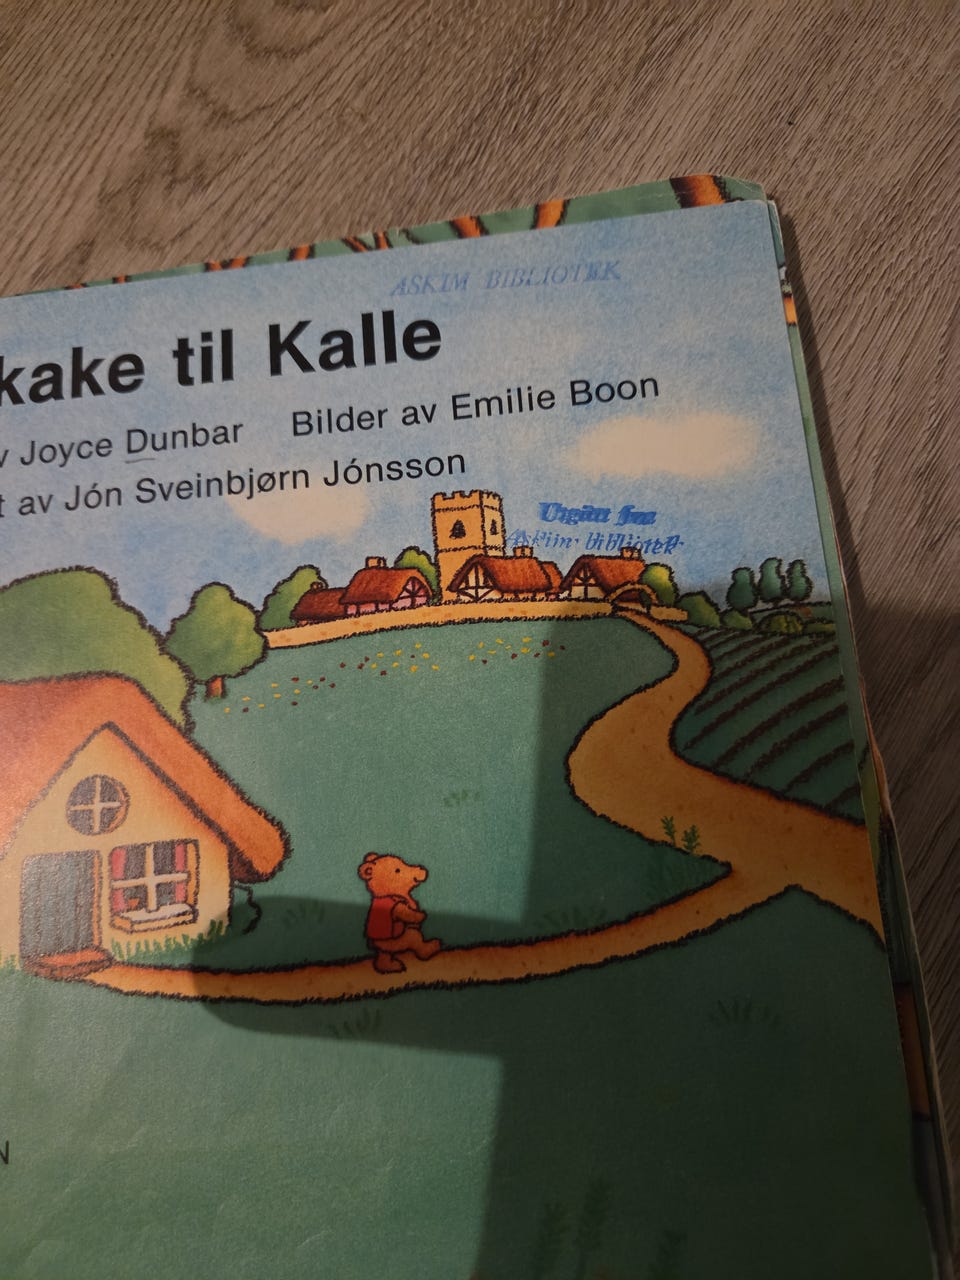 ASKIM BIBLIOTEK
kake til Kalle
v Joyce Dunbar Bilder av Emilie Boon
t av Jón Sveinbjørn Jónsson
Utgått fra
Askim bibliotek
N